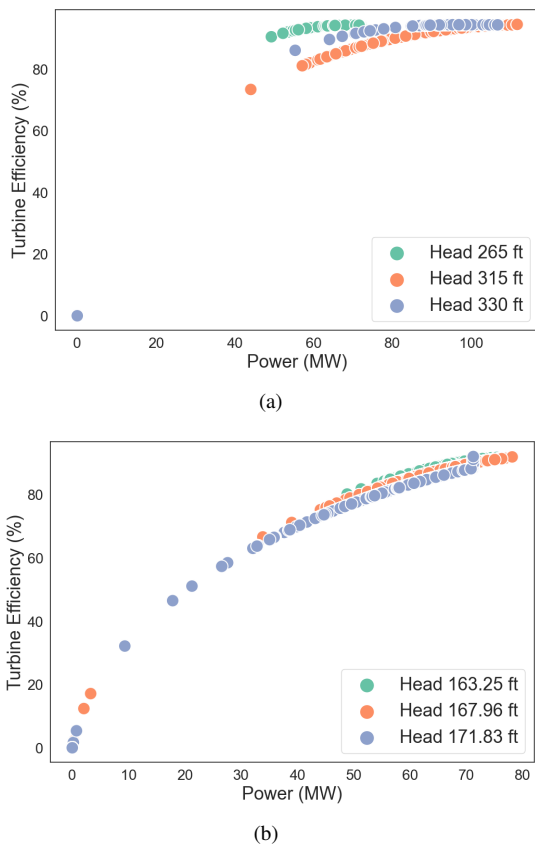 80
60
40
20
0
Turbine Efficiency (%)
Head 265 ft
Head 315 ft
Head 330 ft
0 20 40 60 80 100
Power (MW)
(a)
80
60
40
20
0
Turbine Efficiency (%)
Head 163.25 ft
Head 167.96 ft
Head 171.83 ft
0 10 20 30 40 50 60 70 80
Power (MW)
(b)